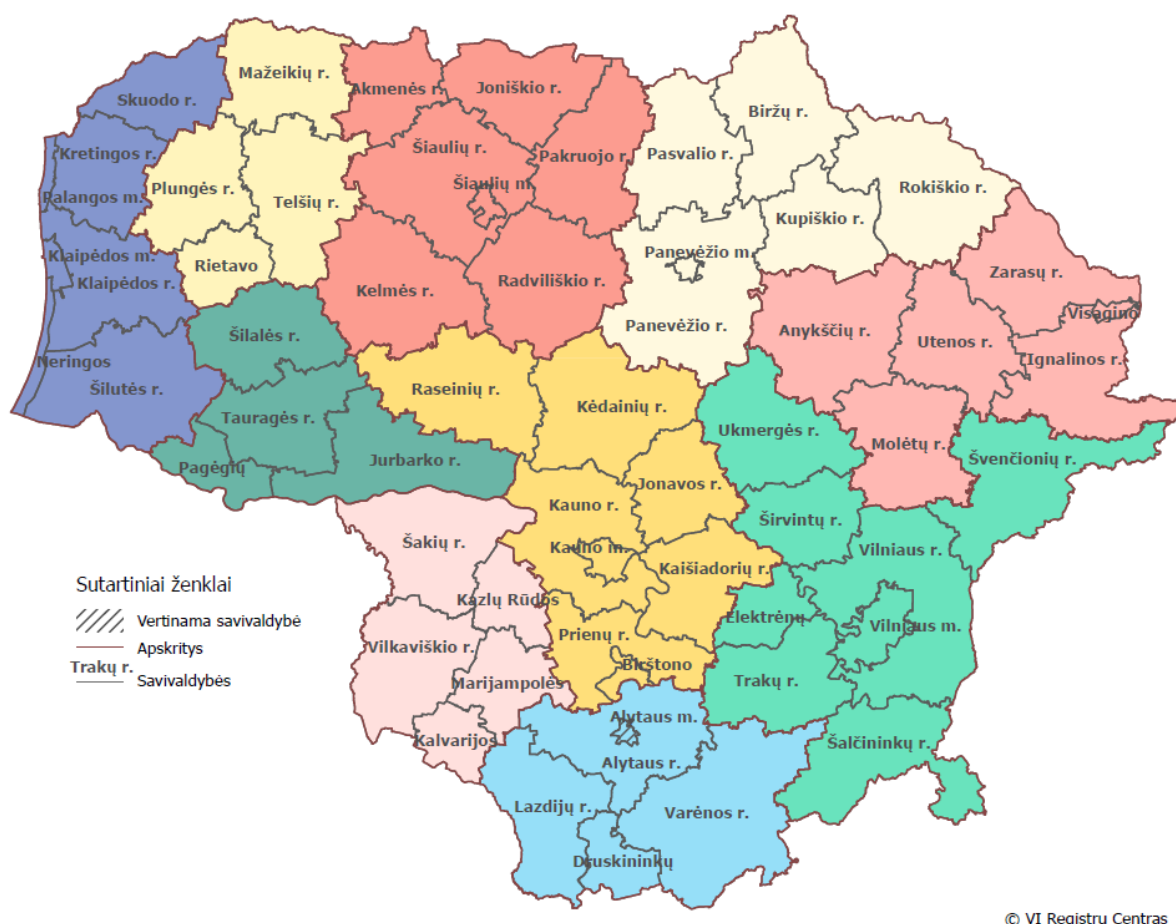 Mažeikių r.
Skuodo r.
Akmenės r.
Joniškio r.
Biržų r.
Kretingos r.
Šiaulių r.
Pakruojo r.
Pasvalio r.
Plungės r.
Šiaulių m.
Rokiškio r.
Palangos m.
Telšių r.
Kupiškio r.
Klaipėdos m.
Rietavo
Panevėžio m.
Klaipėdos r.
Kelmės r.
Radviliškio r.
Zarasų r.
Visagino
Šilalės r.
Panevėžio r.
Anykščių r.
Utenos r.
Ignalinos r.
Neringos
Šilutės r.
Raseinių r.
Kėdainių r.
Tauragės r.
Ukmergės r.
Molėtų r.
Pagėgių
Jurbarko r.
Švenčionių r.
Jonavos r.
Kauno r.
Širvintų r.
Šakių r.
Kauno m.
Vilniaus r.
Kaišiadorių r.
Sutartiniai ženklai
Kazlų Rūdos
Vertinama savivaldybė
Elektrėnų
Vilniaus m.
Prienų r.
Vilkaviškio r.
Apskritys
Birštono
Trakų r.
Savivaldybės
Marijampolės
Trakų r.
Alytaus m.
Kalvarijos
Šalčininkų r.
Alytaus r.
Lazdijų r.
Varėnos r.
Druskininkų
© VI Registru Centras